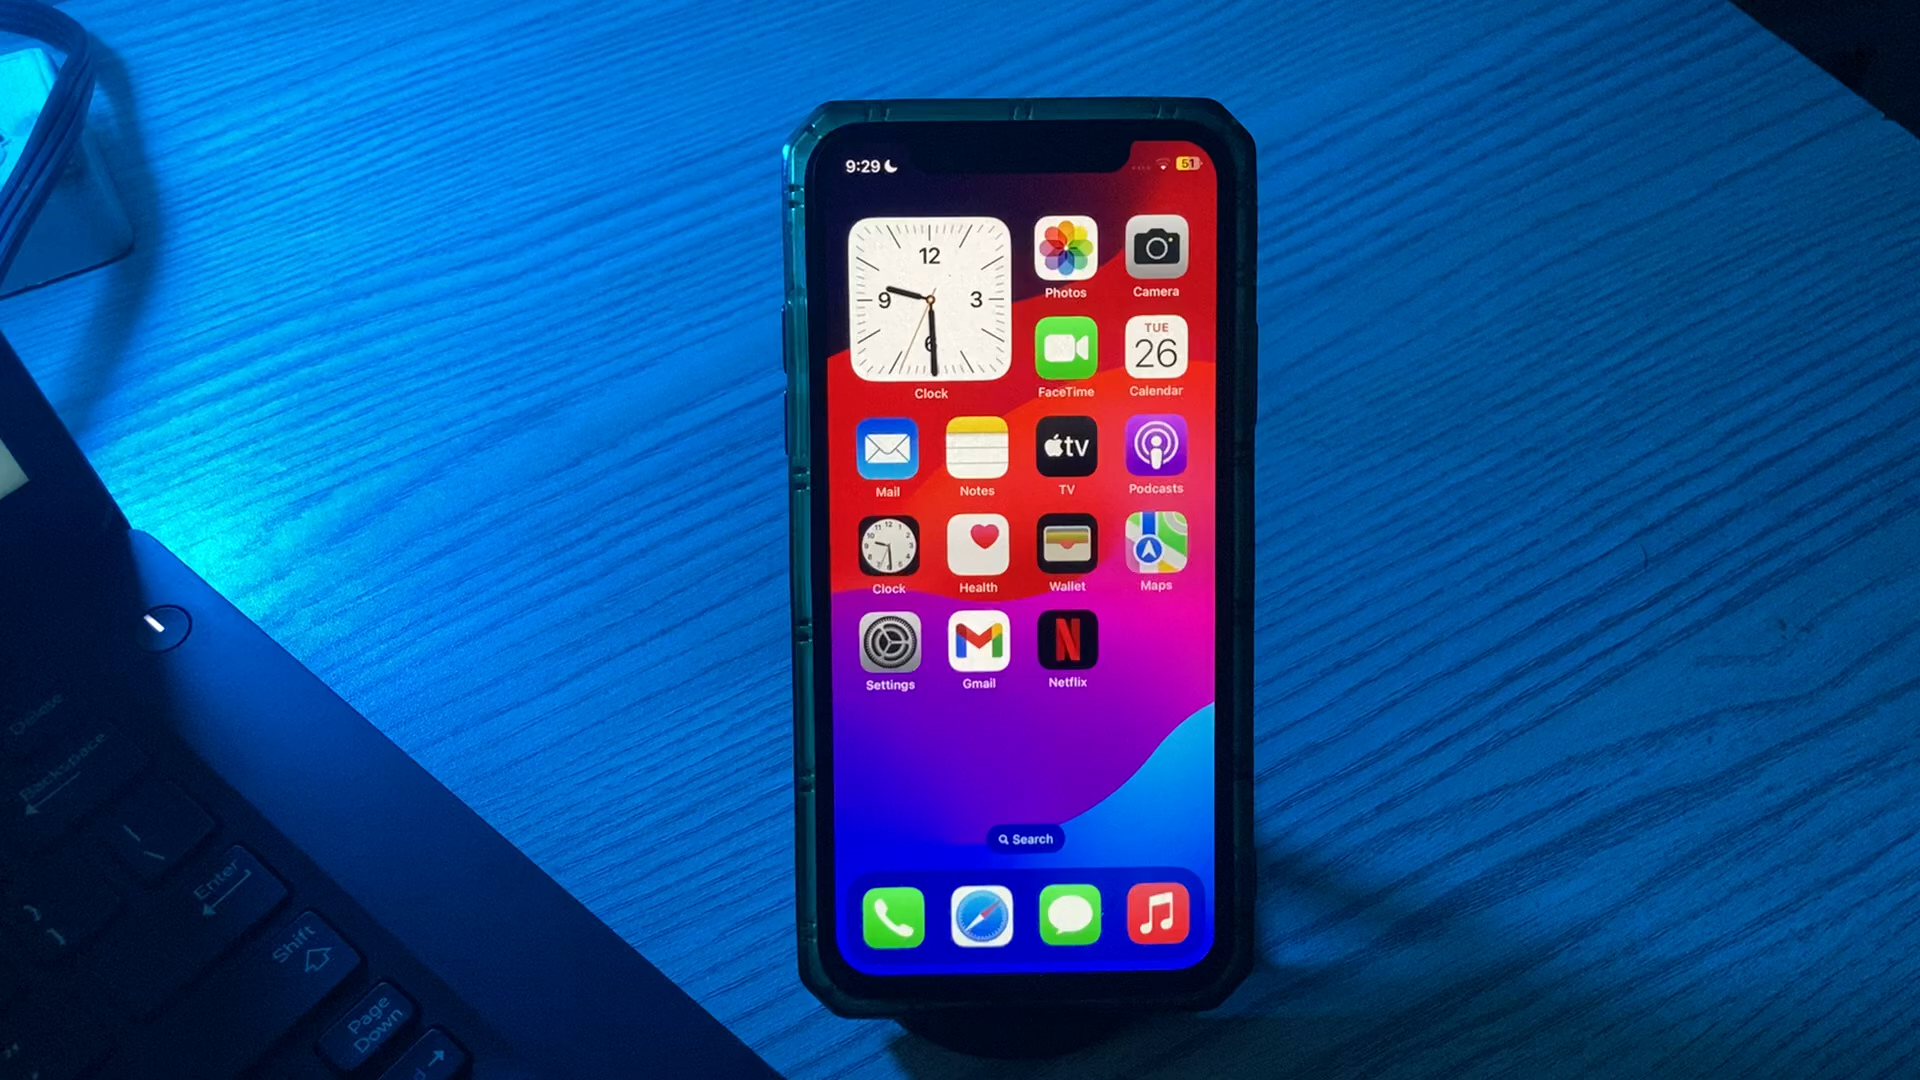 9:29
51
12
9
3
6
Clock
Photos
Camera
FaceTime
TUE
26
Calendar
Mail
Notes
tv
TV
Podcasts
Clock
Health
Wallet
Maps
Settings
Gmail
N
Netflix
Search
Delete
Backspace
Enter
Shift
Page
Down